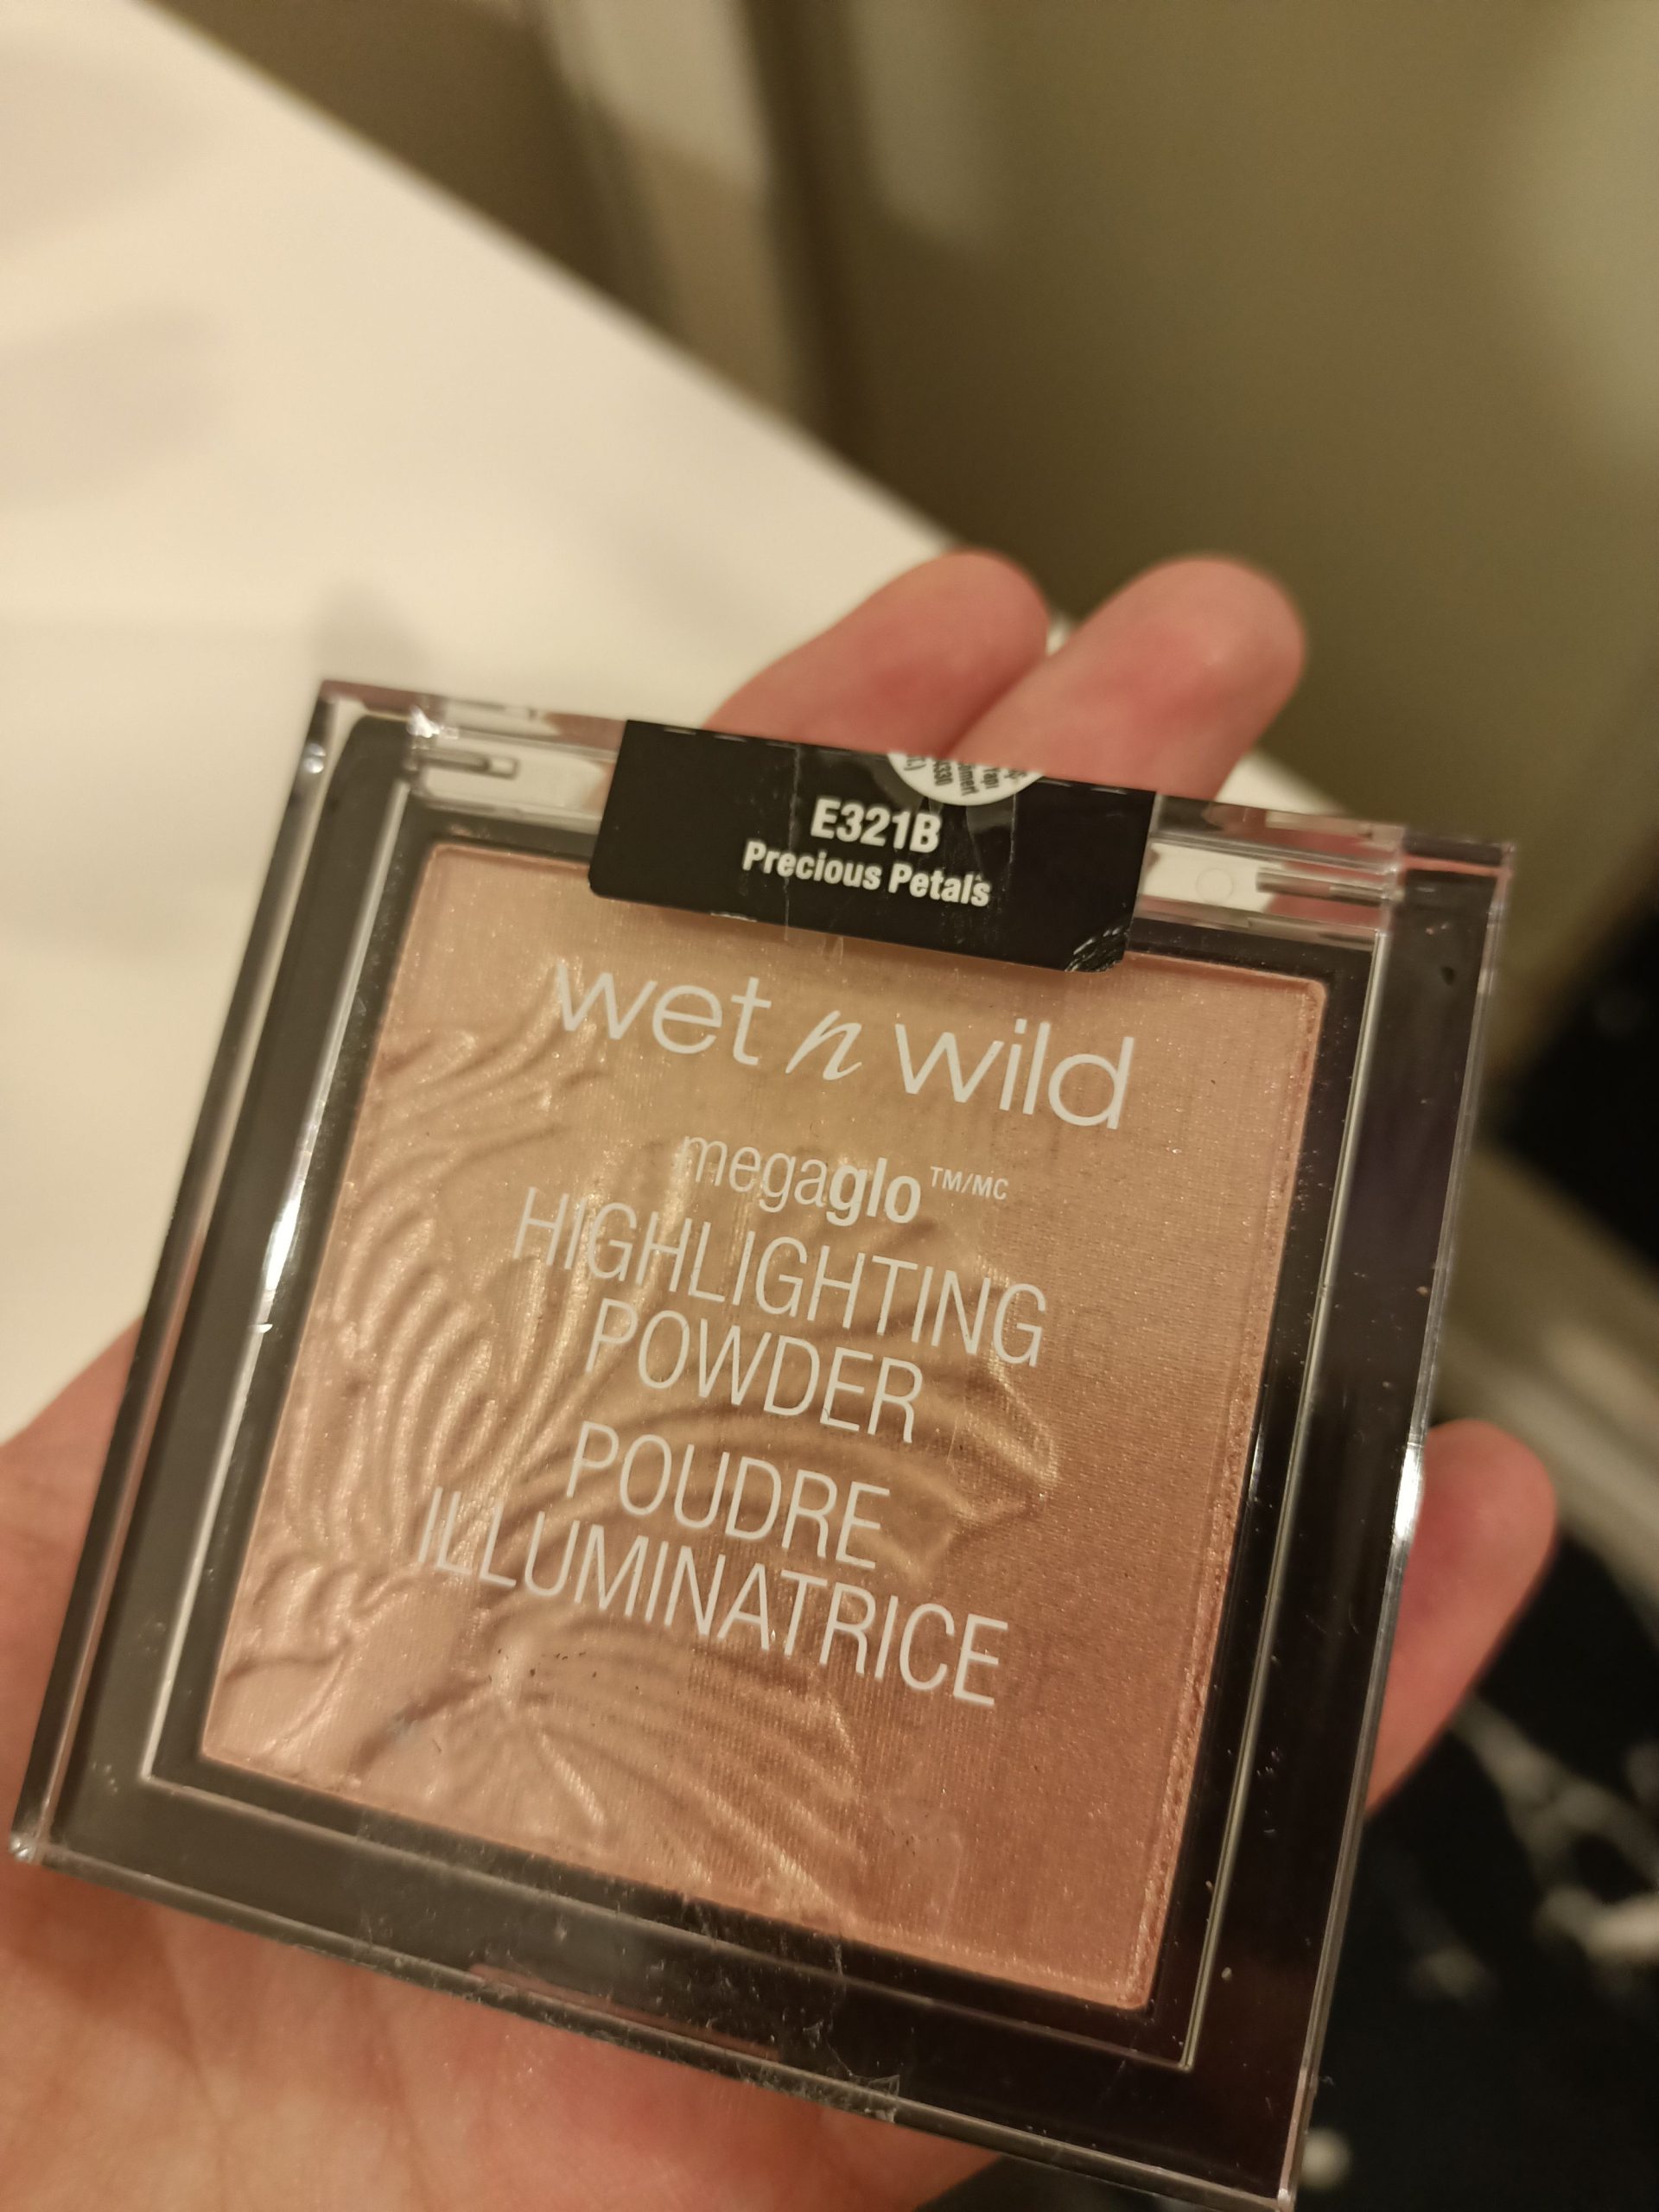 E321B
Precious Petals
wet n wild
megaglo™/MC
HIGHLIGHTING
POWDER
POUDRE
ILLUMINATRICE